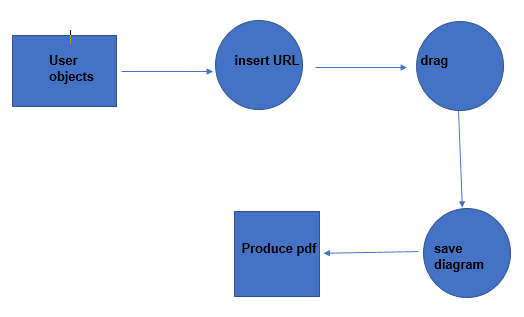 User
objects
insert URL
drag
save
diagram
Produce pdf